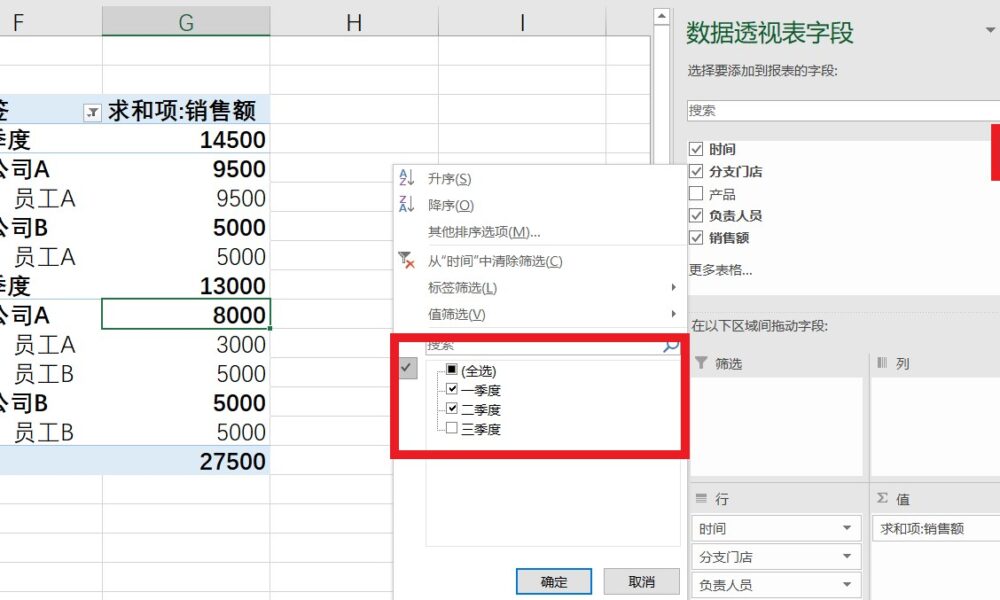 F G H I
签 求和项:销售额
季度 14500
公司A 9500
员工A 9500
公司B 5000
员工A 5000
季度 13000
公司A 8000
员工A 3000
员工B 5000
公司B 5000
员工B 5000
27500
升序(S)
降序(O)
其他排序选项(M)...
从“时间”中清除筛选(C)
标签筛选(L)
值筛选(V)
搜索
(全选)
一季度
二季度
三季度
确定 取消
数据透视表字段
选择要添加到报表的字段:
搜索
时间
分支门店
产品
负责人员
销售额
更多表格...
在以下区域间拖动字段:
筛选 列
行 值
时间 求和项:销售额
分支门店
负责人员